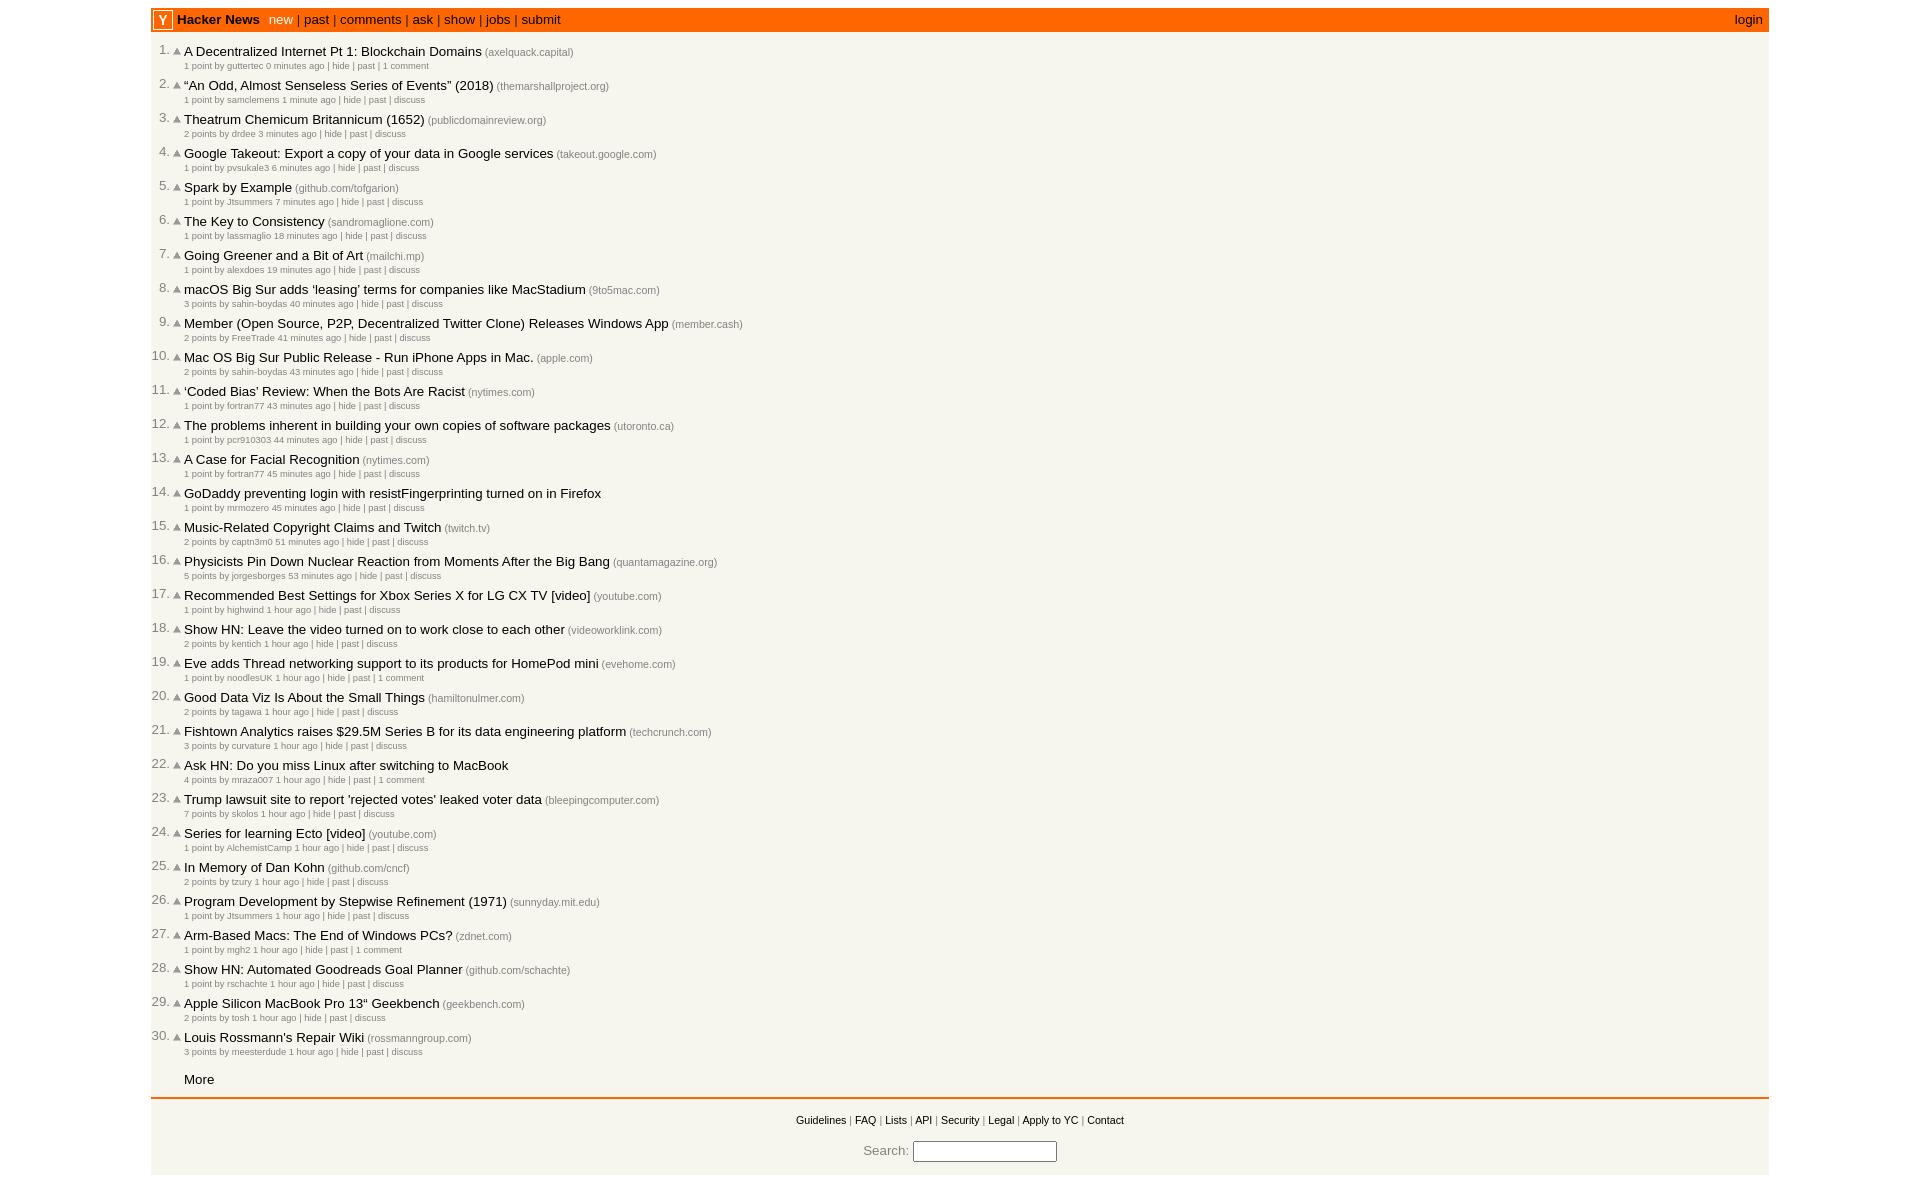 Y Hacker News new | past | comments | ask | show | jobs | submit login
1. A Decentralized Internet Pt 1: Blockchain Domains (axelquack.capital)
1 point by guttertec 0 minutes ago | hide | past | 1 comment
2. “An Odd, Almost Senseless Series of Events” (2018) (themarshallproject.org)
1 point by samclemens 1 minute ago | hide | past | discuss
3. Theatrum Chemicum Britannicum (1652) (publicdomainreview.org)
2 points by drdee 3 minutes ago | hide | past | discuss
4. Google Takeout: Export a copy of your data in Google services (takeout.google.com)
1 point by pvsukale3 6 minutes ago | hide | past | discuss
5. Spark by Example (github.com/tofgarion)
1 point by Jtsummers 7 minutes ago | hide | past | discuss
6. The Key to Consistency (sandromaglione.com)
1 point by lassmaglio 18 minutes ago | hide | past | discuss
7. Going Greener and a Bit of Art (mailchi.mp)
1 point by alexdoes 19 minutes ago | hide | past | discuss
8. macOS Big Sur adds ‘leasing’ terms for companies like MacStadium (9to5mac.com)
3 points by sahin-boydas 40 minutes ago | hide | past | discuss
9. Member (Open Source, P2P, Decentralized Twitter Clone) Releases Windows App (member.cash)
2 points by FreeTrade 41 minutes ago | hide | past | discuss
10. Mac OS Big Sur Public Release - Run iPhone Apps in Mac. (apple.com)
2 points by sahin-boydas 43 minutes ago | hide | past | discuss
11. ‘Coded Bias’ Review: When the Bots Are Racist (nytimes.com)
1 point by fortran77 43 minutes ago | hide | past | discuss
12. The problems inherent in building your own copies of software packages (utoronto.ca)
1 point by pcr910303 44 minutes ago | hide | past | discuss
13. A Case for Facial Recognition (nytimes.com)
1 point by fortran77 45 minutes ago | hide | past | discuss
14. GoDaddy preventing login with resistFingerprinting turned on in Firefox
1 point by mrmozero 45 minutes ago | hide | past | discuss
15. Music-Related Copyright Claims and Twitch (twitch.tv)
2 points by captn3m0 51 minutes ago | hide | past | discuss
16. Physicists Pin Down Nuclear Reaction from Moments After the Big Bang (quantamagazine.org)
5 points by jorgesborges 53 minutes ago | hide | past | discuss
17. Recommended Best Settings for Xbox Series X for LG CX TV [video] (youtube.com)
1 point by highwind 1 hour ago | hide | past | discuss
18. Show HN: Leave the video turned on to work close to each other (videoworklink.com)
2 points by kentich 1 hour ago | hide | past | discuss
19. Eve adds Thread networking support to its products for HomePod mini (evehome.com)
1 point by noodlesUK 1 hour ago | hide | past | 1 comment
20. Good Data Viz Is About the Small Things (hamiltonulmer.com)
2 points by tagawa 1 hour ago | hide | past | discuss
21. Fishtown Analytics raises $29.5M Series B for its data engineering platform (techcrunch.com)
3 points by curvature 1 hour ago | hide | past | discuss
22. Ask HN: Do you miss Linux after switching to MacBook
4 points by mraza007 1 hour ago | hide | past | 1 comment
23. Trump lawsuit site to report 'rejected votes' leaked voter data (bleepingcomputer.com)
7 points by skolos 1 hour ago | hide | past | discuss
24. Series for learning Ecto [video] (youtube.com)
1 point by AlchemistCamp 1 hour ago | hide | past | discuss
25. In Memory of Dan Kohn (github.com/cncf)
2 points by tzury 1 hour ago | hide | past | discuss
26. Program Development by Stepwise Refinement (1971) (sunnyday.mit.edu)
1 point by Jtsummers 1 hour ago | hide | past | discuss
27. Arm-Based Macs: The End of Windows PCs? (zdnet.com)
1 point by mgh2 1 hour ago | hide | past | 1 comment
28. Show HN: Automated Goodreads Goal Planner (github.com/schachte)
1 point by rschachte 1 hour ago | hide | past | discuss
29. Apple Silicon MacBook Pro 13“ Geekbench (geekbench.com)
2 points by tosh 1 hour ago | hide | past | discuss
30. Louis Rossmann's Repair Wiki (rossmanngroup.com)
3 points by meesterdude 1 hour ago | hide | past | discuss
More
Guidelines | FAQ | Lists | API | Security | Legal | Apply to YC | Contact
Search: